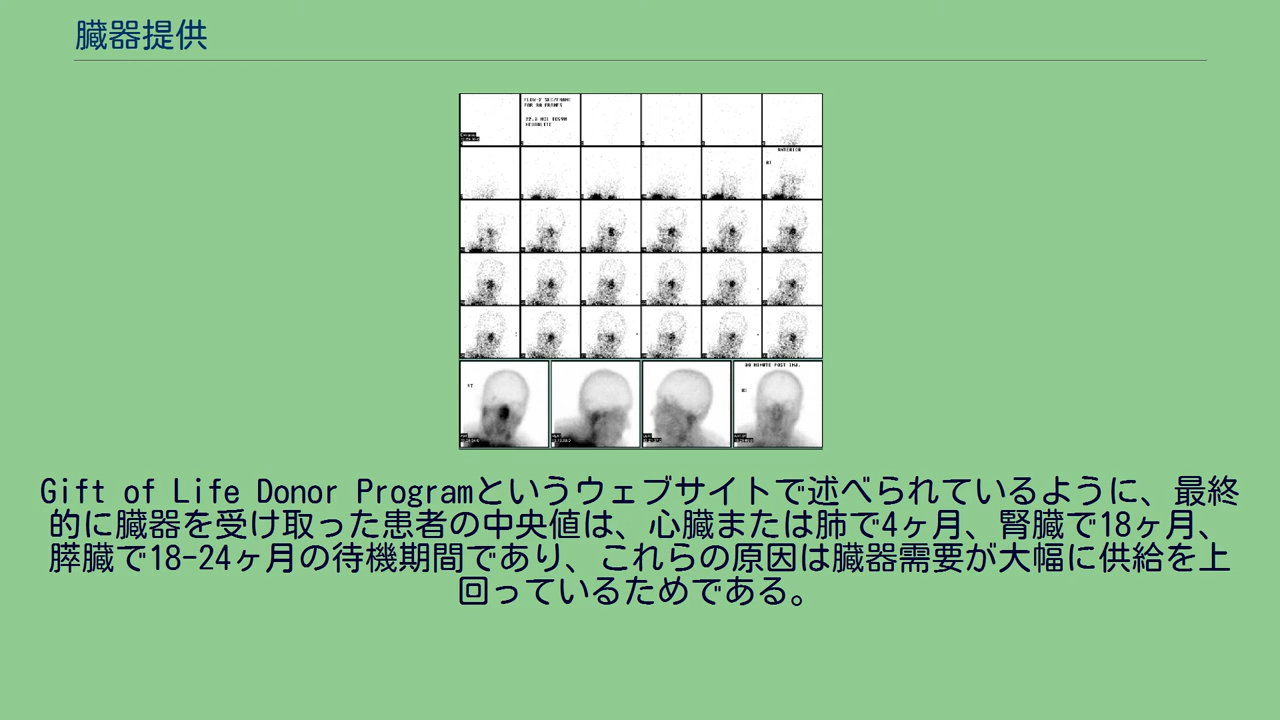 臓器提供
ANTERIOR
RT
RT
Gift of Life Donor Programというウェブサイトで述べられているように、最終
的に臓器を受け取った患者の中央値は、心臓または肺で4ヶ月、腎臓で18ヶ月、
膵臓で18-24ヶ月の待機期間であり、これらの原因は臓器需要が大幅に供給を上
回っているためである。